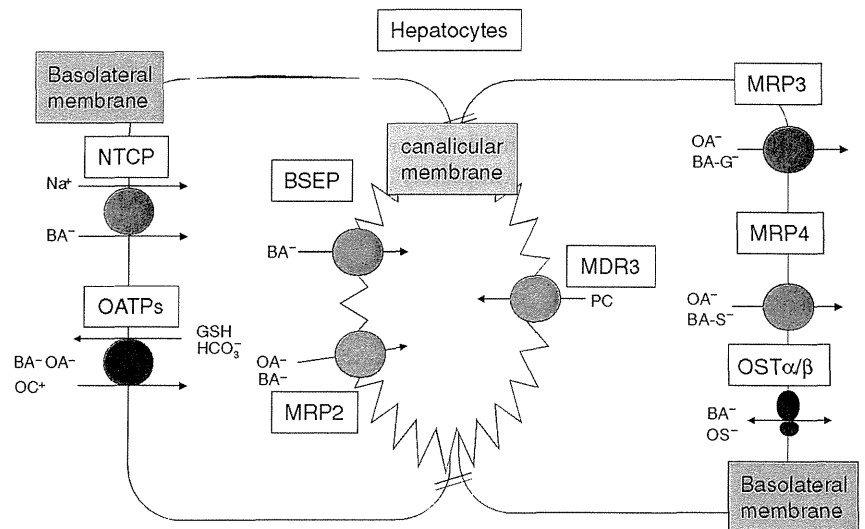 Hepatocytes
Basolateral
membrane
NTCP
Na⁺
BA⁻
OATPs
GSH
HCO₃⁻
BA⁻ OA⁻
OC⁺
canalicular
membrane
BSEP
BA⁻
OA⁻
BA⁻
MRP2
MDR3
PC
MRP3
OA⁻
BA-G⁻
MRP4
OA⁻
BA-S⁻
OSTα/β
BA⁻
OS⁻
Basolateral
membrane